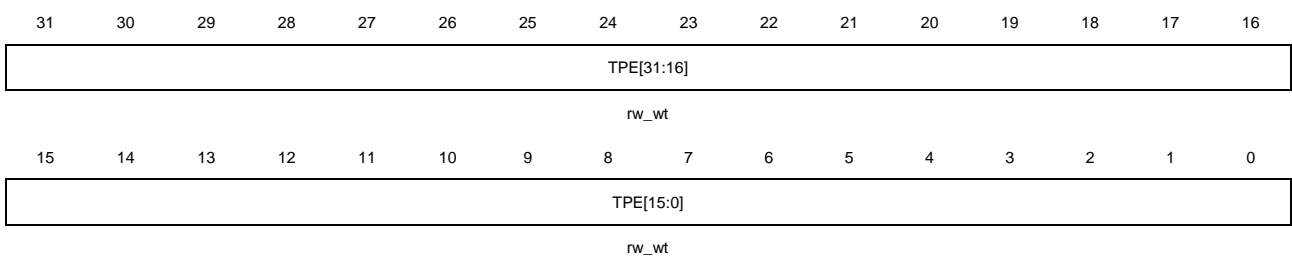 31 30 29 28 27 26 25 24 23 22 21 20 19 18 17 16
TPE[31:16]
rw_wt
15 14 13 12 11 10 9 8 7 6 5 4 3 2 1 0
TPE[15:0]
rw_wt